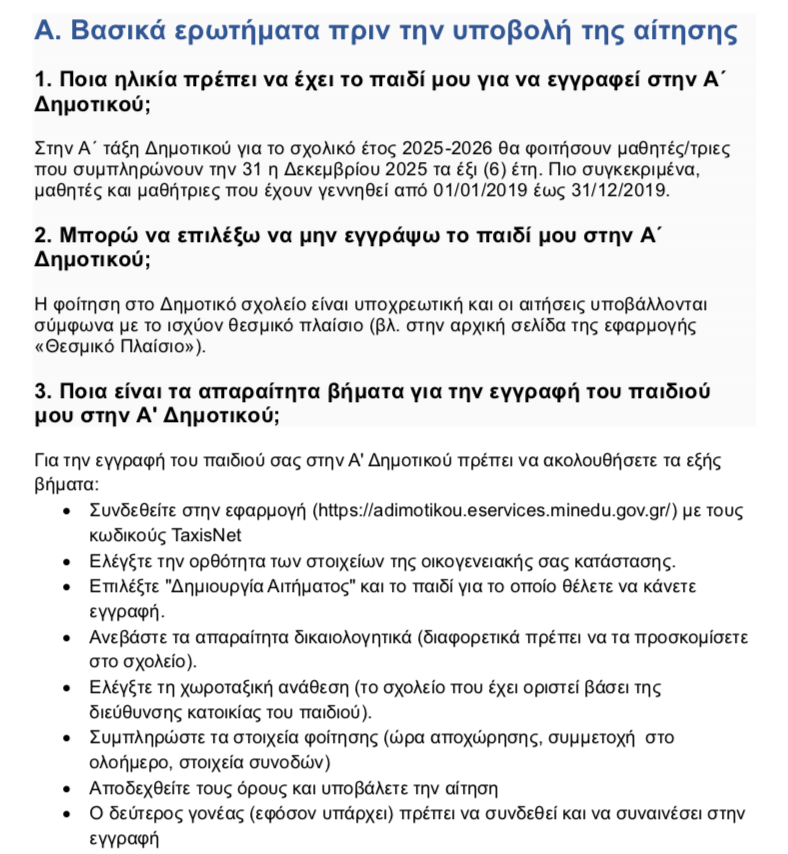 Α. Βασικά ερωτήματα πριν την υποβολή της αίτησης
1. Ποια ηλικία πρέπει να έχει το παιδί μου για να εγγραφεί στην Α΄
Δημοτικού;
Στην Α΄ τάξη Δημοτικού για το σχολικό έτος 2025-2026 θα φοιτήσουν μαθητές/τριες
που συμπληρώνουν την 31 η Δεκεμβρίου 2025 τα έξι (6) έτη. Πιο συγκεκριμένα,
μαθητές και μαθήτριες που έχουν γεννηθεί από 01/01/2019 έως 31/12/2019.
2. Μπορώ να επιλέξω να μην εγγράψω το παιδί μου στην Α΄
Δημοτικού;
Η φοίτηση στο Δημοτικό σχολείο είναι υποχρεωτική και οι αιτήσεις υποβάλλονται
σύμφωνα με το ισχύον θεσμικό πλαίσιο (βλ. στην αρχική σελίδα της εφαρμογής
«Θεσμικό Πλαίσιο»).
3. Ποια είναι τα απαραίτητα βήματα για την εγγραφή του παιδιού
μου στην Α' Δημοτικού;
Για την εγγραφή του παιδιού σας στην Α' Δημοτικού πρέπει να ακολουθήσετε τα εξής
βήματα:
• Συνδεθείτε στην εφαρμογή (https://adimotikou.eservices.minedu.gov.gr/) με τους
κωδικούς TaxisNet
• Ελέγξτε την ορθότητα των στοιχείων της οικογενειακής σας κατάστασης.
• Επιλέξτε "Δημιουργία Αιτήματος" και το παιδί για το οποίο θέλετε να κάνετε
εγγραφή.
• Ανεβάστε τα απαραίτητα δικαιολογητικά (διαφορετικά πρέπει να τα προσκομίσετε
στο σχολείο).
• Ελέγξτε τη χωροταξική ανάθεση (το σχολείο που έχει οριστεί βάσει της
διεύθυνσης κατοικίας του παιδιού).
• Συμπληρώστε τα στοιχεία φοίτησης (ώρα αποχώρησης, συμμετοχή στο
ολοήμερο, στοιχεία συνοδών)
• Αποδεχθείτε τους όρους και υποβάλετε την αίτηση
• Ο δεύτερος γονέας (εφόσον υπάρχει) πρέπει να συνδεθεί και να συναινέσει στην
εγγραφή